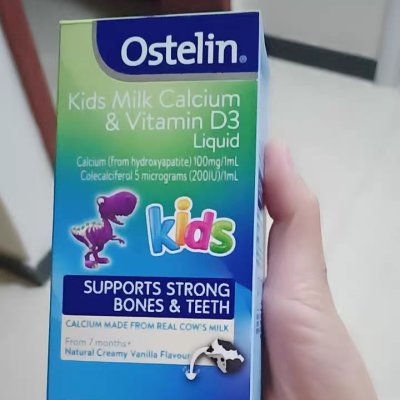 Ostelin®
Kids Milk Calcium
& Vitamin D3
Liquid
Calcium (from hydroxyapatite) 100mg/1mL
Colecalciferol 5 micrograms (200IU)/1mL
kids
SUPPORTS STRONG
BONES & TEETH
CALCIUM MADE FROM REAL COW'S MILK
From 7 months+
Natural Creamy Vanilla Flavour